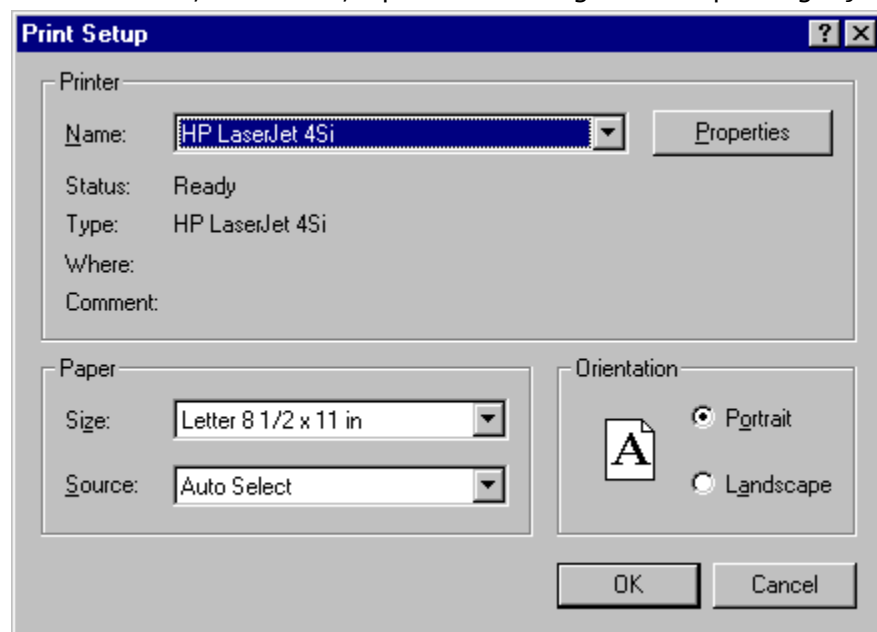 Print Setup
Printer
Name: HP LaserJet 4Si Properties
Status: Ready
Type: HP LaserJet 4Si
Where:
Comment:
Paper
Size: Letter 8 1/2 x 11 in
Source: Auto Select
Orientation
A
Portrait
Landscape
OK Cancel